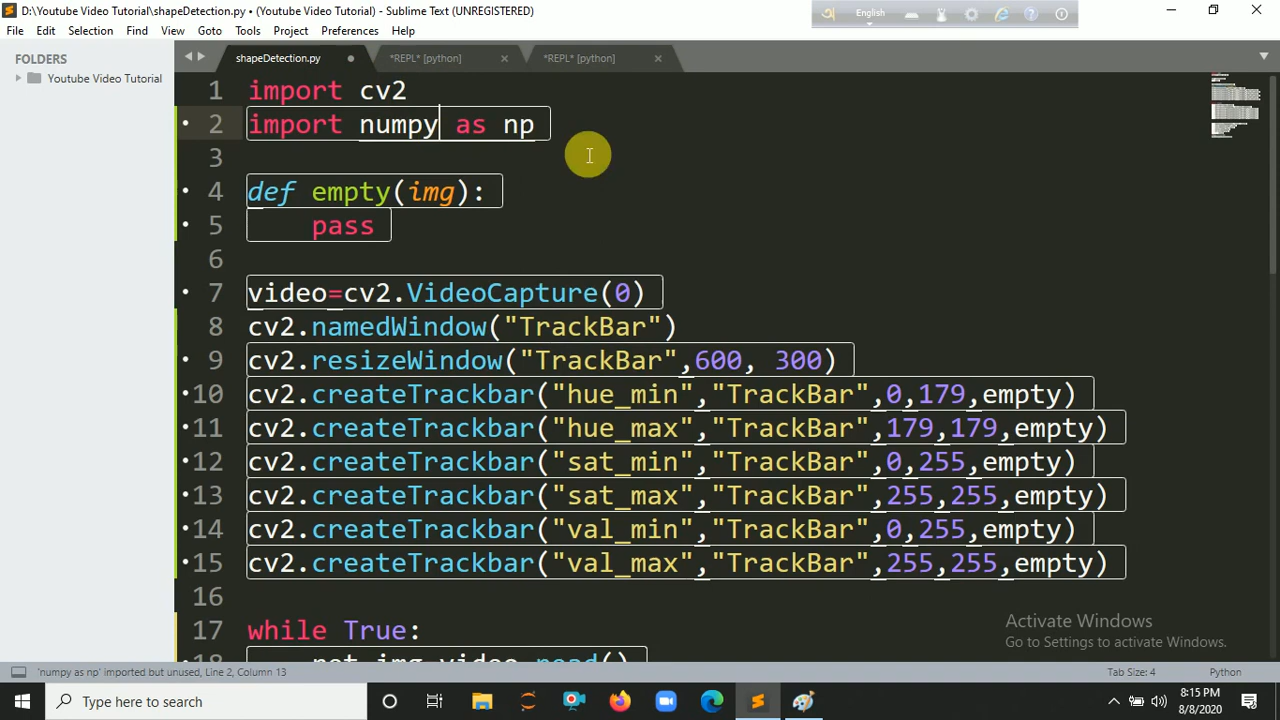 D:\Youtube Video Tutorial\shapeDetection.py • (Youtube Video Tutorial) - Sublime Text (UNREGISTERED)
English
File Edit Selection Find View Goto Tools Project Preferences Help
FOLDERS
Youtube Video Tutorial
shapeDetection.py
*REPL* [python]
*REPL* [python]
1 import cv2
2 import numpy as np
3
4 def empty(img):
5 pass
6
7 video=cv2.VideoCapture(0)
8 cv2.namedWindow("TrackBar")
9 cv2.resizeWindow("TrackBar",600, 300)
10 cv2.createTrackbar("hue_min","TrackBar",0,179,empty)
11 cv2.createTrackbar("hue_max","TrackBar",179,179,empty)
12 cv2.createTrackbar("sat_min","TrackBar",0,255,empty)
13 cv2.createTrackbar("sat_max","TrackBar",255,255,empty)
14 cv2.createTrackbar("val_min","TrackBar",0,255,empty)
15 cv2.createTrackbar("val_max","TrackBar",255,255,empty)
16
17 while True:
Activate Windows
Go to Settings to activate Windows.
'numpy as np' imported but unused, Line 2, Column 13
Tab Size: 4
Python
Type here to search
8:15 PM
8/8/2020